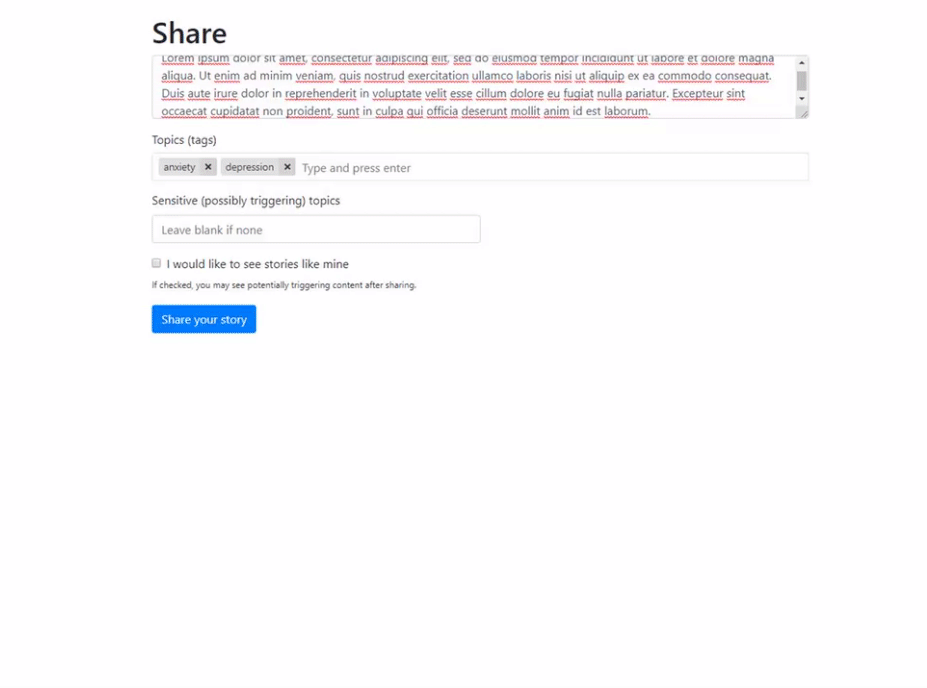 Share
Lorem ipsum dolor sit amet, consectetur adipiscing elit, sed do eiusmod tempor incididunt ut labore et dolore magna
aliqua. Ut enim ad minim veniam, quis nostrud exercitation ullamco laboris nisi ut aliquip ex ea commodo consequat.
Duis aute irure dolor in reprehenderit in voluptate velit esse cillum dolore eu fugiat nulla pariatur. Excepteur sint
occaecat cupidatat non proident, sunt in culpa qui officia deserunt mollit anim id est laborum.
Topics (tags)
anxiety × depression × Type and press enter
Sensitive (possibly triggering) topics
Leave blank if none
I would like to see stories like mine
If checked, you may see potentially triggering content after sharing.
Share your story